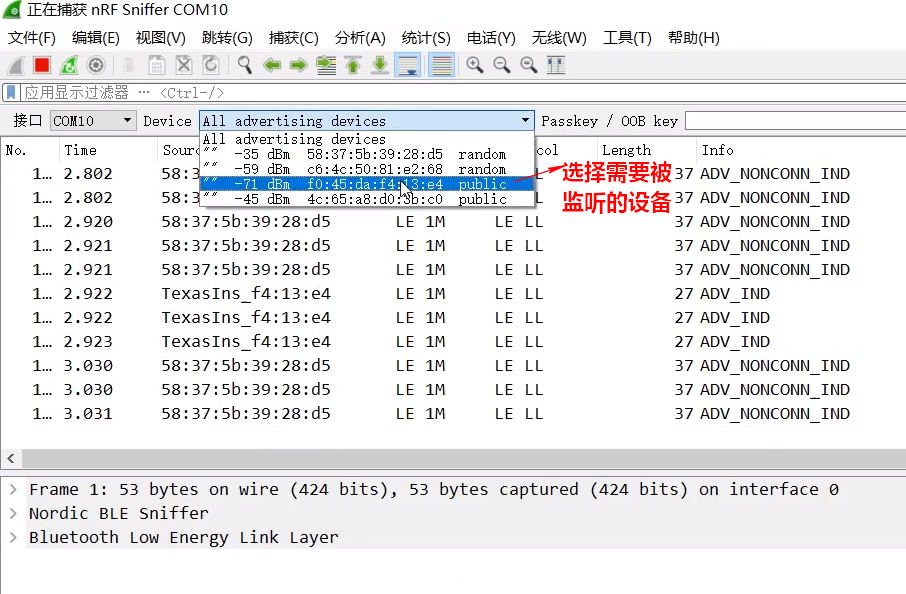 正在捕获 nRF Sniffer COM10
文件(F) 编辑(E) 视图(V) 跳转(G) 捕获(C) 分析(A) 统计(S) 电话(Y) 无线(W) 工具(T) 帮助(H)
应用显示过滤器 … <Ctrl-/>
接口 COM10 Device All advertising devices Passkey / OOB key
All advertising devices
"" -35 dBm 58:37:5b:39:28:d5 random
"" -59 dBm c6:4c:50:81:e2:68 random
"" -71 dBm f0:45:da:f4:13:e4 public
"" -45 dBm 4c:65:a8:d0:3b:c0 public
选择需要被
监听的设备
No. Time Sour col Length Info
1… 2.802 58:3 37 ADV_NONCONN_IND
1… 2.802 58:3 37 ADV_NONCONN_IND
1… 2.920 58:37:5b:39:28:d5 LE 1M LE LL 37 ADV_NONCONN_IND
1… 2.921 58:37:5b:39:28:d5 LE 1M LE LL 37 ADV_NONCONN_IND
1… 2.921 58:37:5b:39:28:d5 LE 1M LE LL 37 ADV_NONCONN_IND
1… 2.922 TexasIns_f4:13:e4 LE 1M LE LL 27 ADV_IND
1… 2.922 TexasIns_f4:13:e4 LE 1M LE LL 27 ADV_IND
1… 2.923 TexasIns_f4:13:e4 LE 1M LE LL 27 ADV_IND
1… 3.030 58:37:5b:39:28:d5 LE 1M LE LL 37 ADV_NONCONN_IND
1… 3.030 58:37:5b:39:28:d5 LE 1M LE LL 37 ADV_NONCONN_IND
1… 3.031 58:37:5b:39:28:d5 LE 1M LE LL 37 ADV_NONCONN_IND
Frame 1: 53 bytes on wire (424 bits), 53 bytes captured (424 bits) on interface 0
Nordic BLE Sniffer
Bluetooth Low Energy Link Layer